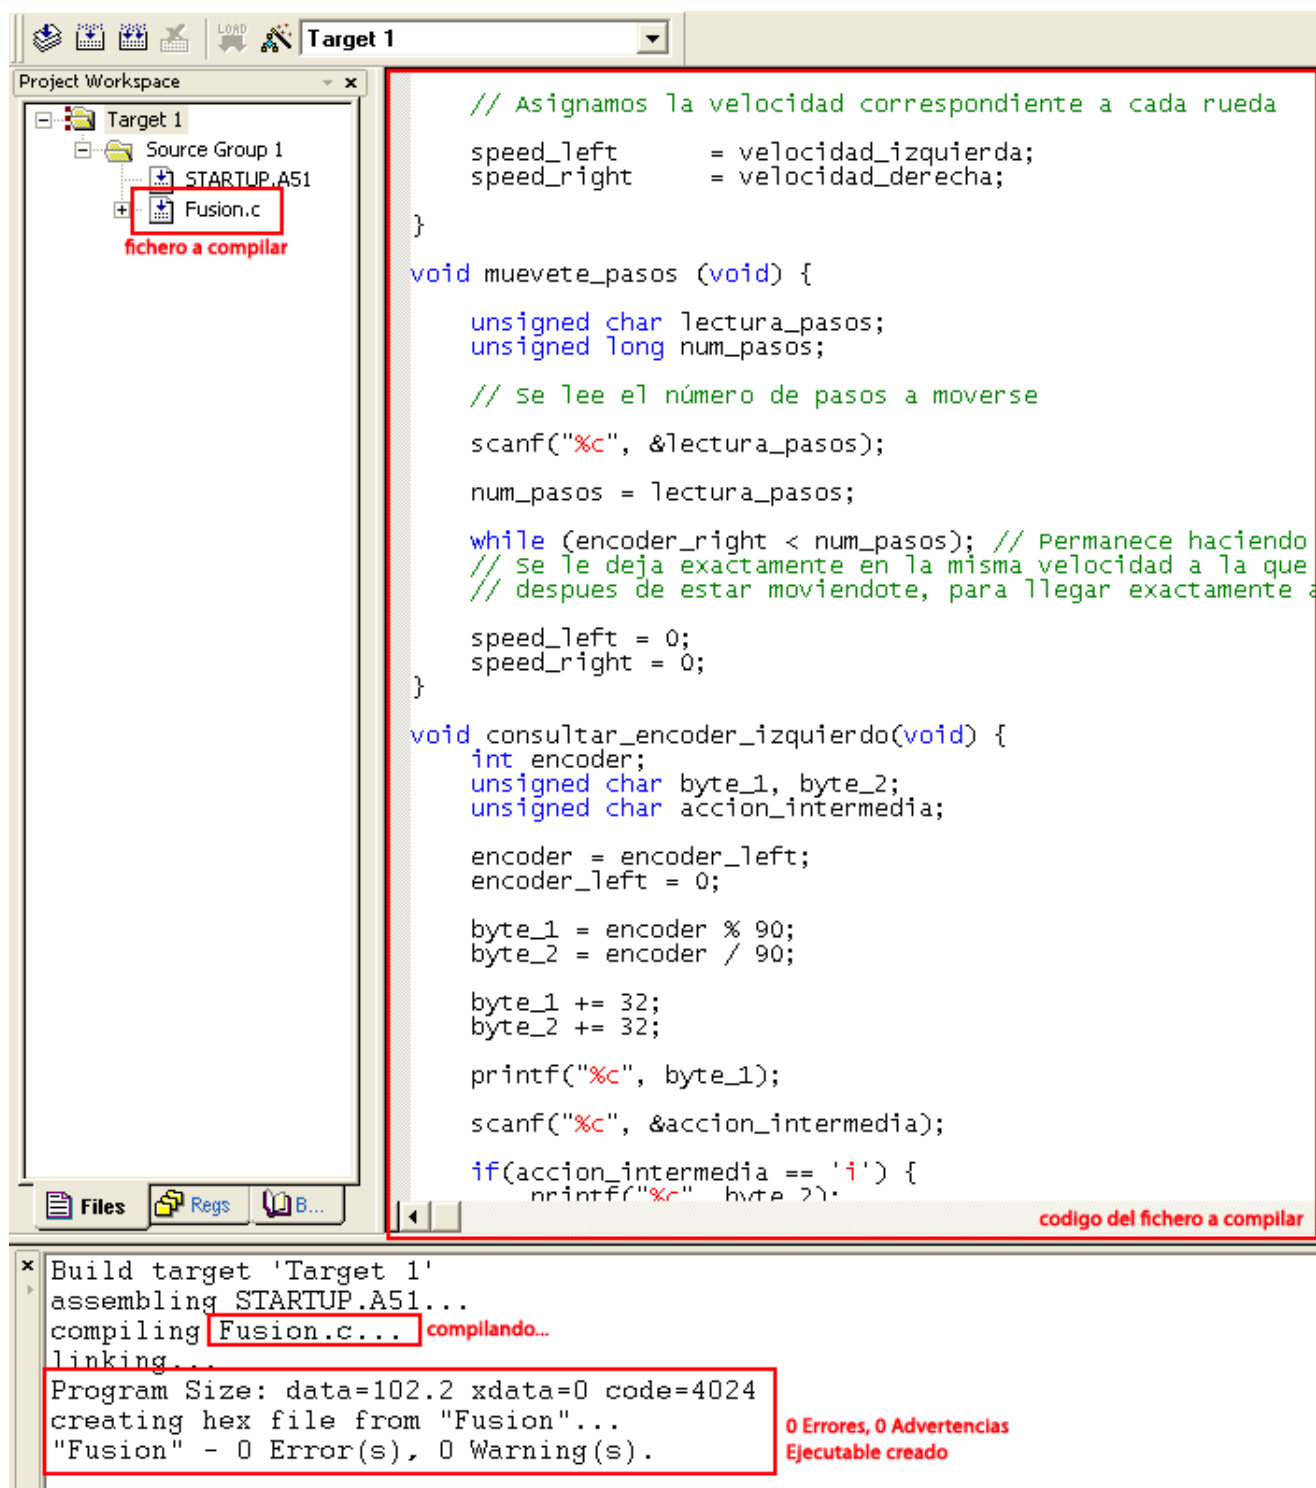 LOAD
Target 1
Project Workspace
Target 1
Source Group 1
STARTUP.A51
Fusion.c
fichero a compilar
Files
Regs
B...
// Asignamos la velocidad correspondiente a cada rueda
speed_left = velocidad_izquierda;
speed_right = velocidad_derecha;
}
void muevete_pasos (void) {
unsigned char lectura_pasos;
unsigned long num_pasos;
// Se lee el número de pasos a moverse
scanf("%c", &lectura_pasos);
num_pasos = lectura_pasos;
while (encoder_right < num_pasos); // Permanece haciendo
// Se le deja exactamente en la misma velocidad a la que
// despues de estar moviendote, para llegar exactamente a
speed_left = 0;
speed_right = 0;
}
void consultar_encoder_izquierdo(void) {
int encoder;
unsigned char byte_1, byte_2;
unsigned char accion_intermedia;
encoder = encoder_left;
encoder_left = 0;
byte_1 = encoder % 90;
byte_2 = encoder / 90;
byte_1 += 32;
byte_2 += 32;
printf("%c", byte_1);
scanf("%c", &accion_intermedia);
if(accion_intermedia == 'i') {
printf("%c", byte_2);
codigo del fichero a compilar
Build target 'Target 1'
assembling STARTUP.A51...
compiling Fusion.c... compilando...
linking...
Program Size: data=102.2 xdata=0 code=4024
creating hex file from "Fusion"...
"Fusion" - 0 Error(s), 0 Warning(s).
0 Errores, 0 Advertencias
Ejecutable creado